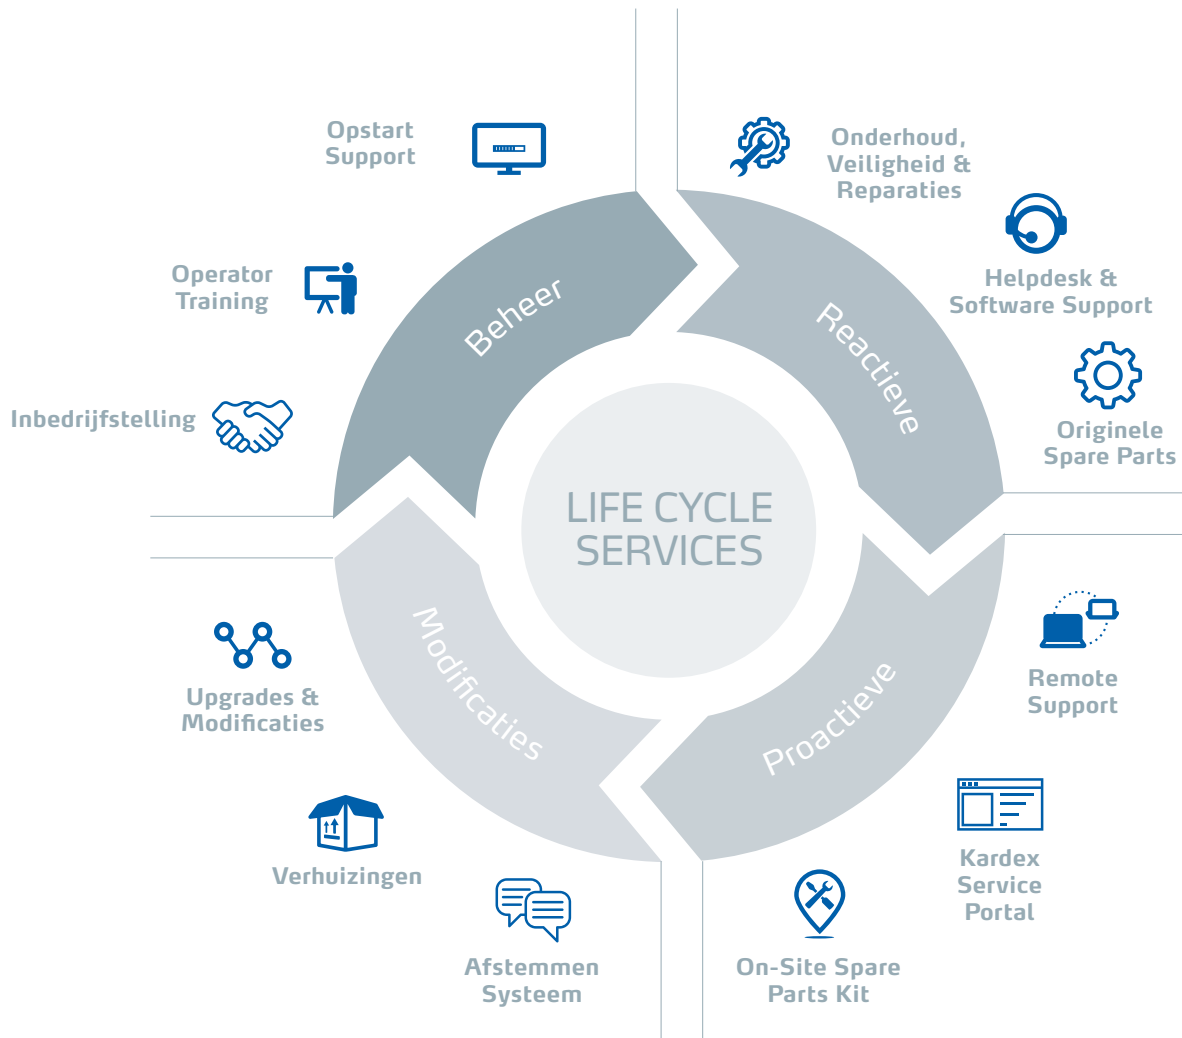 Opstart
Support
Onderhoud,
Veiligheid &
Reparaties
Operator
Training
Helpdesk &
Software Support
Beheer
Reactieve
Inbedrijfstelling
Originele
Spare Parts
LIFE CYCLE
SERVICES
Modificaties
Proactieve
Upgrades &
Modificaties
Remote
Support
Verhuizingen
Kardex
Service
Portal
Afstemmen
Systeem
On-Site Spare
Parts Kit